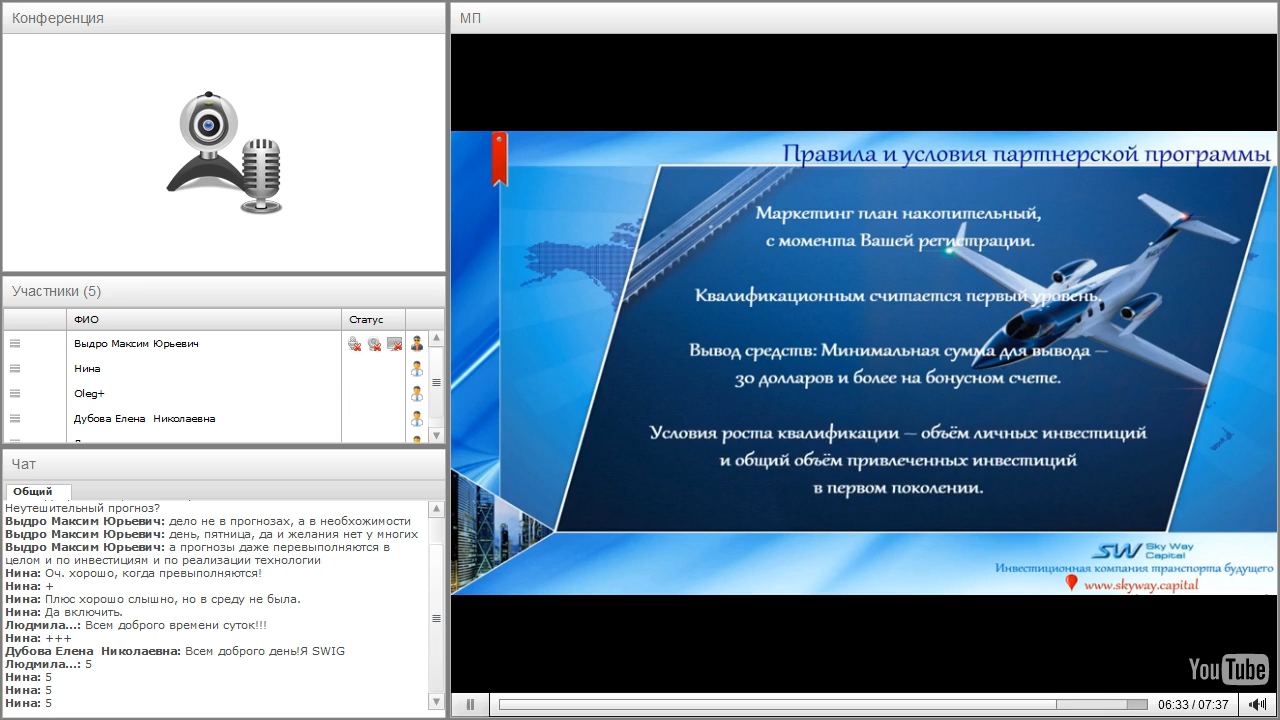 Конференция
МП
Правила и условия партнерской программы
Маркетинг план накопительный,
с момента Вашей регистрации.
Квалификационным считается первый уровень.
Вывод средств: Минимальная сумма для вывода –
30 долларов и более на бонусном счете.
Условия роста квалификации – объём личных инвестиций
и общий объём привлеченных инвестиций
в первом поколении.
SW Sky Way
Capital
Инвестиционная компания транспорта будущего
www.skyway.capital
YouTube
06:33 / 07:37
Участники (5)
ФИО Статус
Выдро Максим Юрьевич
Нина
Oleg+
Дубова Елена Николаевна
Чат
Общий
Неутешительный прогноз?
Выдро Максим Юрьевич: дело не в прогнозах, а в необхожимости
Выдро Максим Юрьевич: день, пятница, да и желания нет у многих
Выдро Максим Юрьевич: а прогнозы даже перевыполняются в
целом и по инвестициям и по реализации технологии
Нина: Оч. хорошо, когда превыполняются!
Нина: +
Нина: Плюс хорошо слышно, но в среду не была.
Нина: Да включить.
Людмила...: Всем доброго времени суток!!!
Нина: +++
Дубова Елена Николаевна: Всем доброго день!Я SWIG
Людмила...: 5
Нина: 5
Нина: 5
Нина: 5